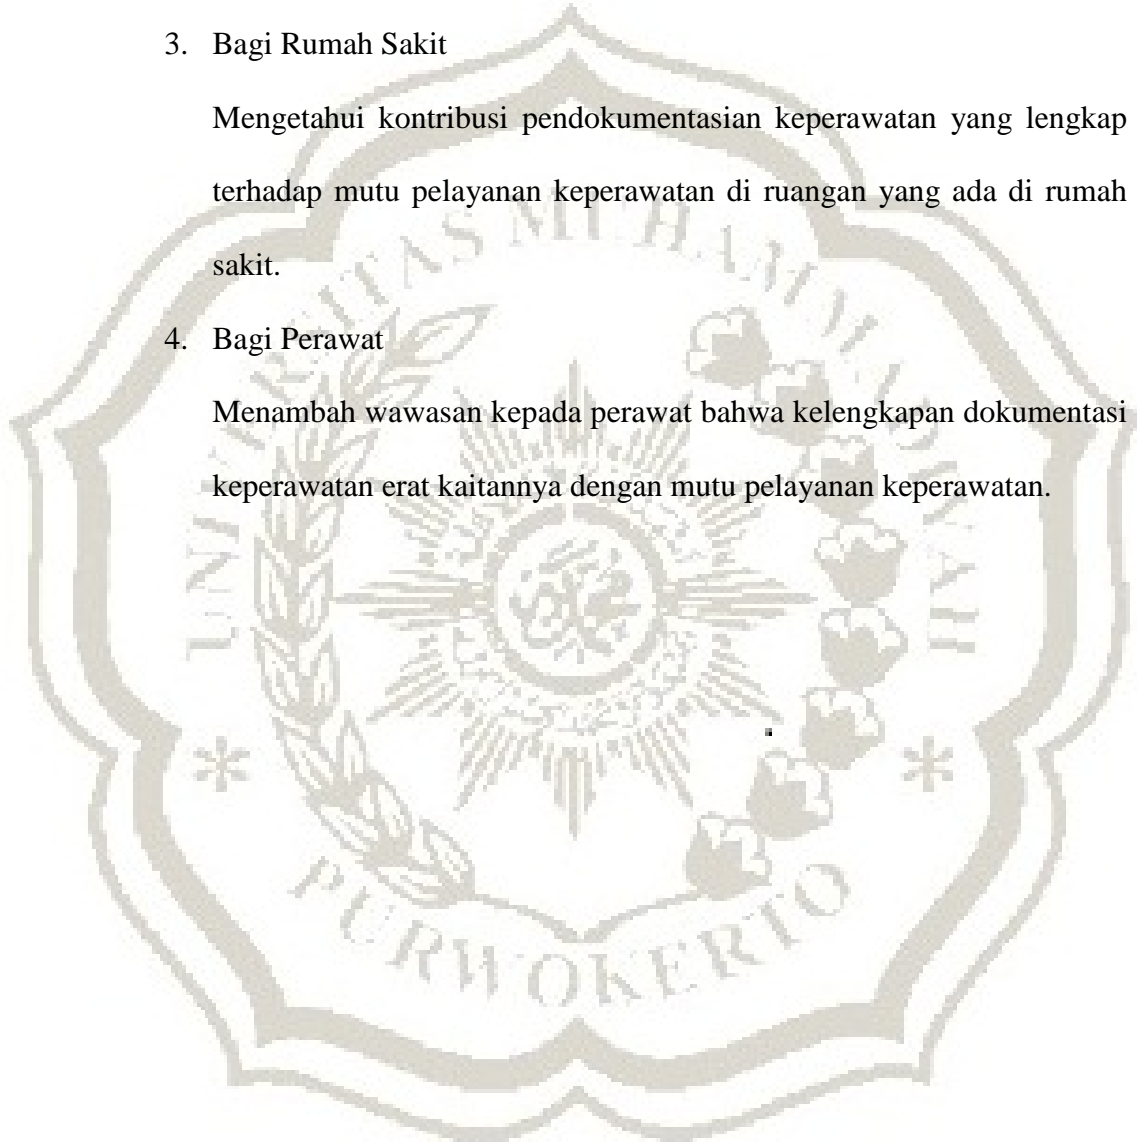 3. Bagi Rumah Sakit
Mengetahui kontribusi pendokumentasian keperawatan yang lengkap
terhadap mutu pelayanan keperawatan di ruangan yang ada di rumah
sakit.
4. Bagi Perawat
Menambah wawasan kepada perawat bahwa kelengkapan dokumentasi
keperawatan erat kaitannya dengan mutu pelayanan keperawatan.
UNIVERSITAS MUHAMMADIYAH
PURWOKERTO